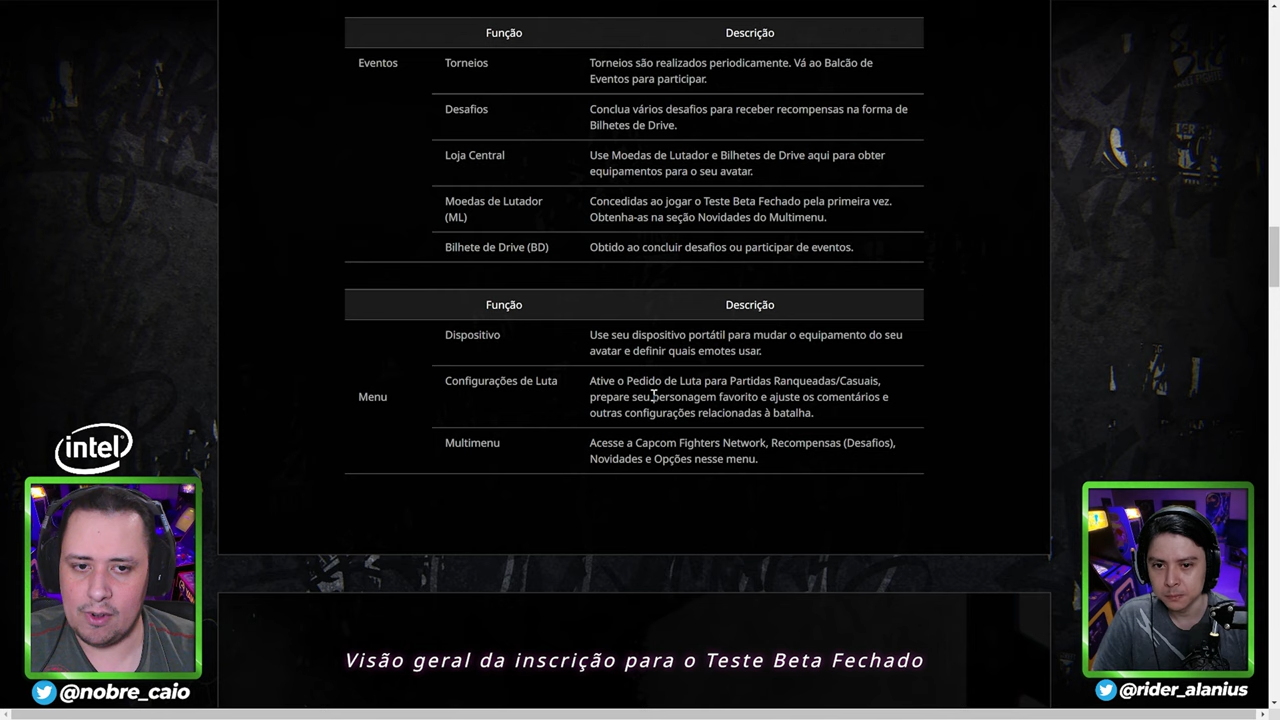 Função Descrição
Eventos Torneios Torneios são realizados periodicamente. Vá ao Balcão de
Eventos para participar.
Desafios Conclua vários desafios para receber recompensas na forma de
Bilhetes de Drive.
Loja Central Use Moedas de Lutador e Bilhetes de Drive aqui para obter
equipamentos para o seu avatar.
Moedas de Lutador Concedidas ao jogar o Teste Beta Fechado pela primeira vez.
(ML) Obtenha-as na seção Novidades do Multimenu.
Bilhete de Drive (BD) Obtido ao concluir desafios ou participar de eventos.
Função Descrição
Dispositivo Use seu dispositivo portátil para mudar o equipamento do seu
avatar e definir quais emotes usar.
Configurações de Luta Ative o Pedido de Luta para Partidas Ranqueadas/Casuais,
Menu prepare seu personagem favorito e ajuste os comentários e
outras configurações relacionadas à batalha.
Multimenu Acesse a Capcom Fighters Network, Recompensas (Desafios),
Novidades e Opções nesse menu.
intel
Visão geral da inscrição para o Teste Beta Fechado
@nobre_caio @rider_alanius